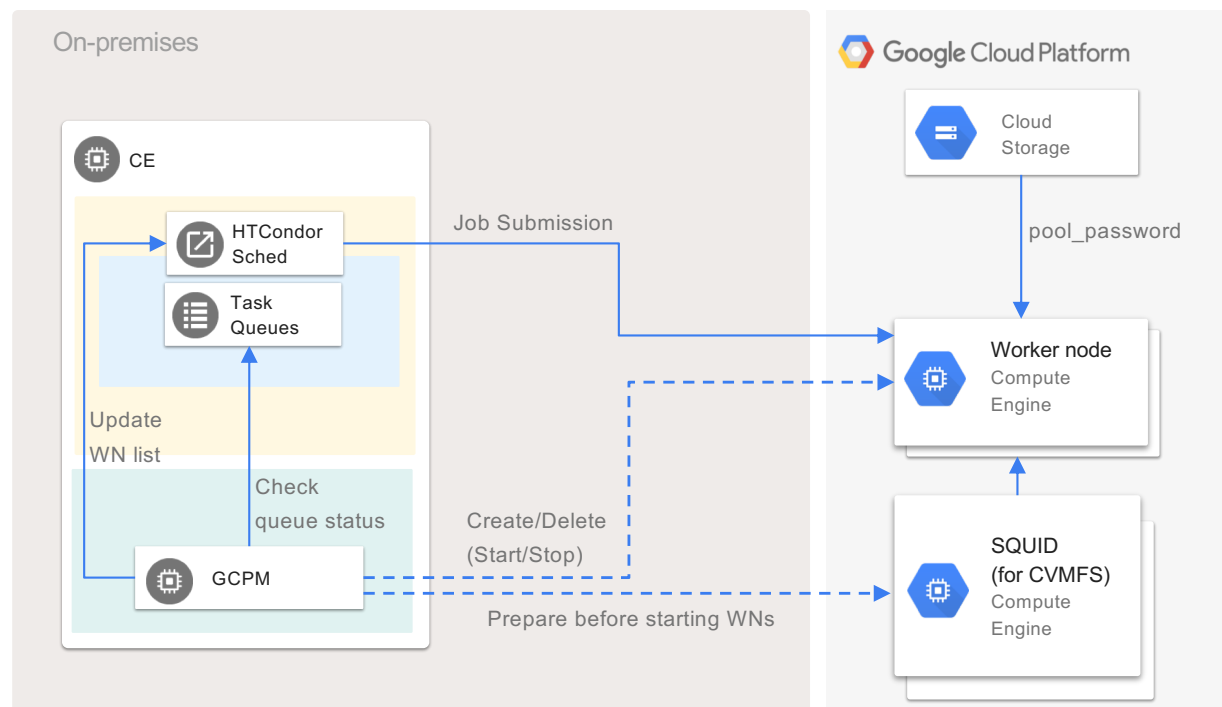 On-premises
CE
HTCondor
Sched
Task
Queues
Update
WN list
Check
queue status
GCPM
Job Submission
Create/Delete
(Start/Stop)
Prepare before starting WNs
Google Cloud Platform
Cloud
Storage
pool_password
Worker node
Compute
Engine
SQUID
(for CVMFS)
Compute
Engine